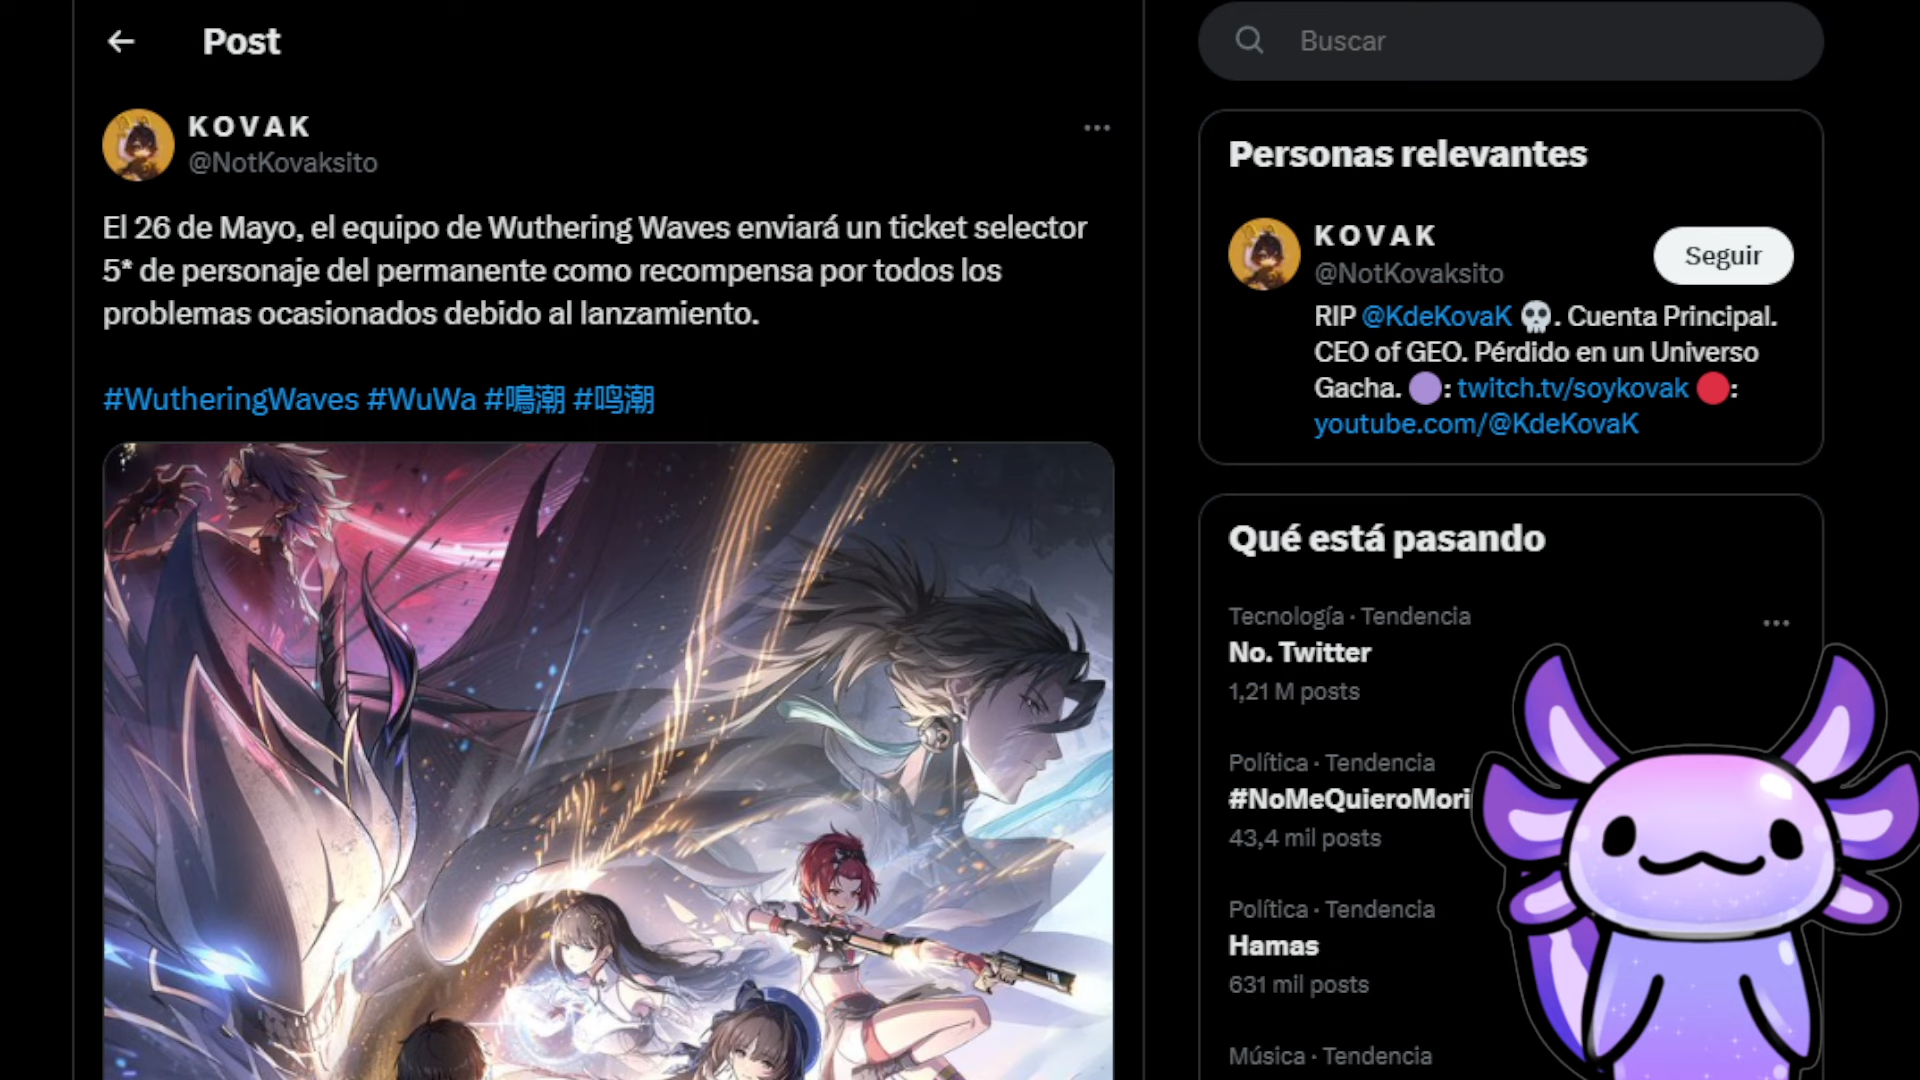 Post
KOVAK
@NotKovaksito
El 26 de Mayo, el equipo de Wuthering Waves enviará un ticket selector
5* de personaje del permanente como recompensa por todos los
problemas ocasionados debido al lanzamiento.
#WutheringWaves #WuWa #鳴潮 #鸣潮
Buscar
Personas relevantes
KOVAK
@NotKovaksito
Seguir
RIP @KdeKovaK 💀. Cuenta Principal.
CEO of GEO. Pérdido en un Universo
Gacha. 🟣: twitch.tv/soykovak 🔴:
youtube.com/@KdeKovaK
Qué está pasando
Tecnología · Tendencia
No. Twitter
1,21 M posts
Política · Tendencia
#NoMeQuieroMori
43,4 mil posts
Política · Tendencia
Hamas
631 mil posts
Música · Tendencia